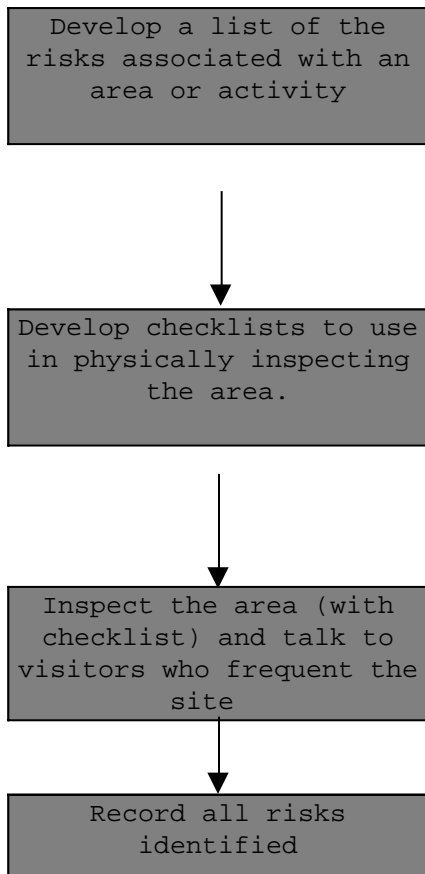 Develop a list of the
risks associated with an
area or activity
Develop checklists to use
in physically inspecting
the area.
Inspect the area (with
checklist) and talk to
visitors who frequent the
site
Record all risks
identified